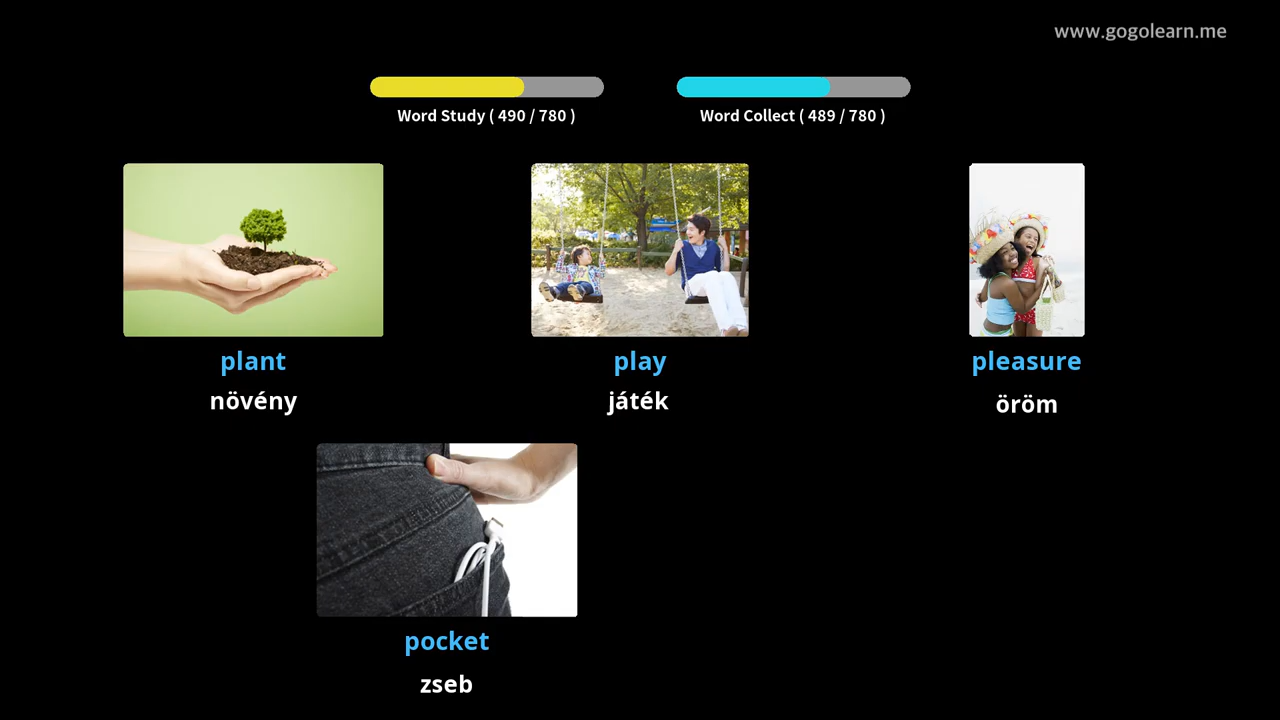 www.gogolearn.me
Word Study ( 490 / 780 )
Word Collect ( 489 / 780 )
plant
növény
play
játék
pleasure
öröm
pocket
zseb